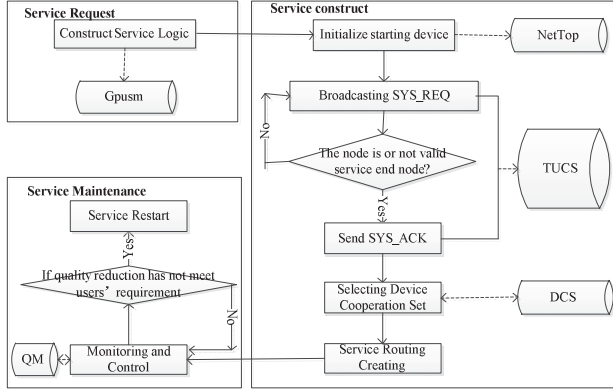 Service Request
Construct Service Logic
Gpusm
Service construct
Initialize starting device
NetTop
Broadcasting SYS_REQ
No
The node is or not valid
service end node?
TUCS
Yes
Send SYS_ACK
Selecting Device
Cooperation Set
DCS
Service Routing
Creating
Service Maintenance
Service Restart
Yes
If quality reduction has not meet
users’ requirement
No
QM
Monitoring and
Control